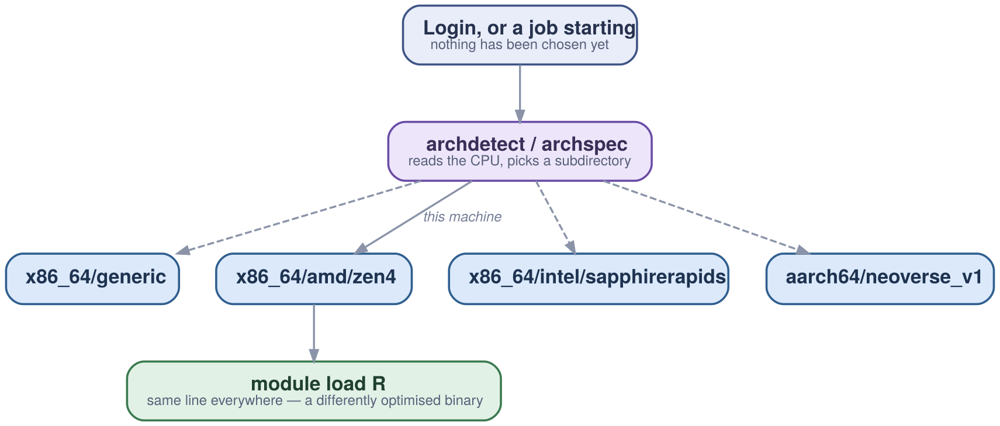 Login, or a job starting
nothing has been chosen yet
archdetect / archspec
reads the CPU, picks a subdirectory
this machine
x86_64/generic
x86_64/amd/zen4
x86_64/intel/sapphirerapids
aarch64/neoverse_v1
module load R
same line everywhere — a differently optimised binary